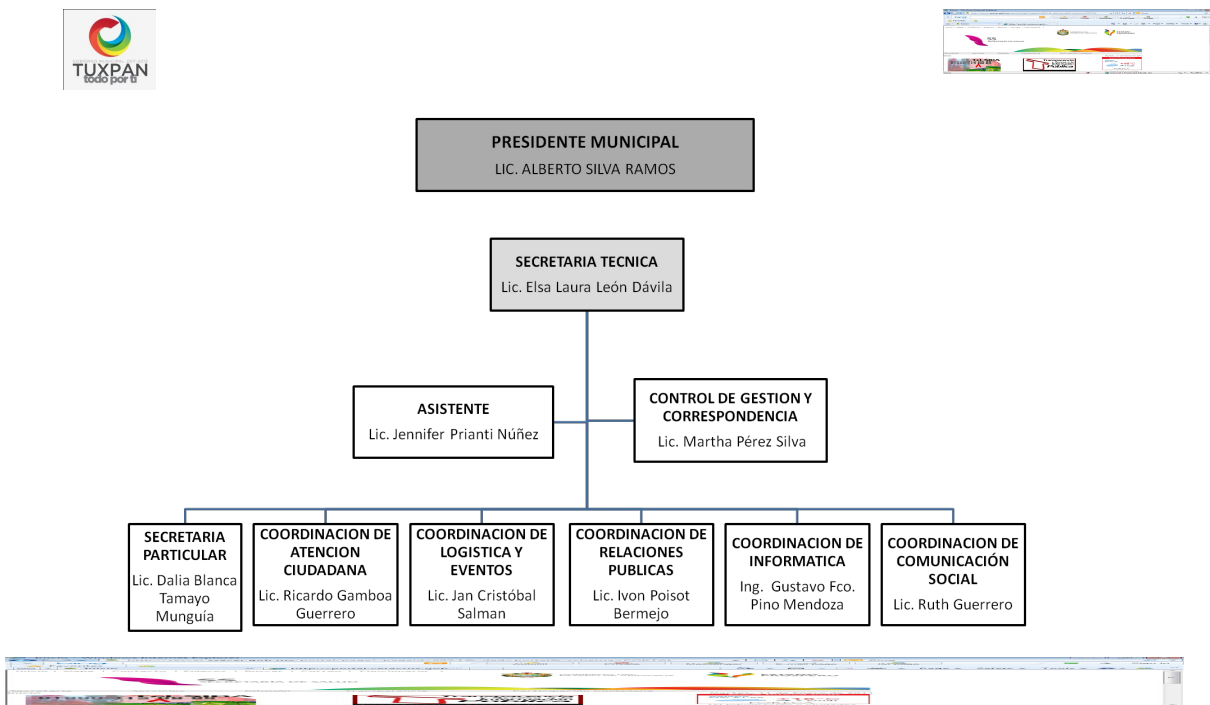 TUXPAN
todo por ti
PRESIDENTE MUNICIPAL
LIC. ALBERTO SILVA RAMOS
SECRETARIA TECNICA
Lic. Elsa Laura León Dávila
ASISTENTE
Lic. Jennifer Prianti Núñez
CONTROL DE GESTION Y
CORRESPONDENCIA
Lic. Martha Pérez Silva
SECRETARIA
PARTICULAR
Lic. Dalia Blanca
Tamayo
Munguía
COORDINACION DE
ATENCION
CIUDADANA
Lic. Ricardo Gamboa
Guerrero
COORDINACION DE
LOGISTICA Y
EVENTOS
Lic. Jan Cristóbal
Salman
COORDINACION DE
RELACIONES
PUBLICAS
Lic. Ivon Poisot
Bermejo
COORDINACION DE
INFORMATICA
Ing. Gustavo Fco.
Pino Mendoza
COORDINACION DE
COMUNICACIÓN
SOCIAL
Lic. Ruth Guerrero